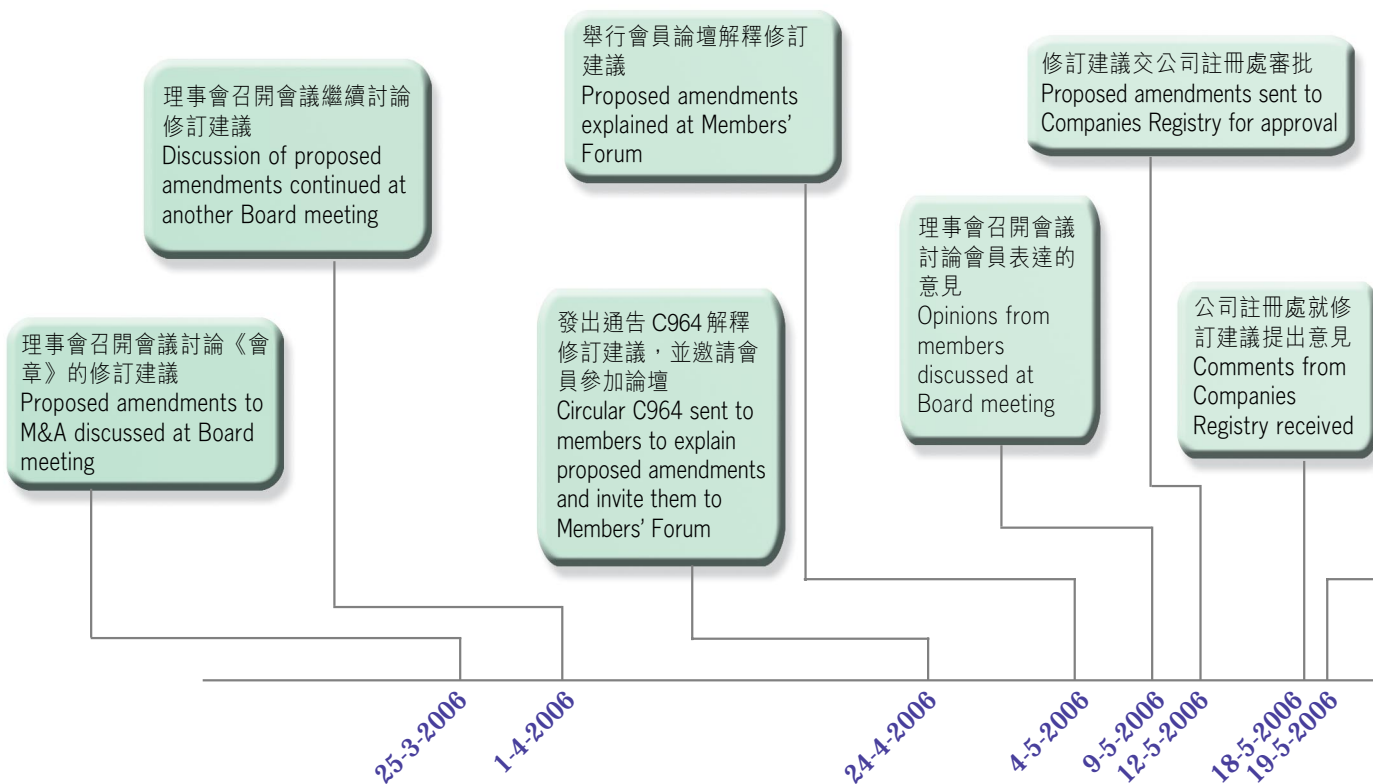 理事會召開會議討論《會
章》的修訂建議
Proposed amendments to
M&A discussed at Board
meeting
理事會召開會議繼續討論
修訂建議
Discussion of proposed
amendments continued at
another Board meeting
發出通告 C964 解釋
修訂建議，並邀請會
員參加論壇
Circular C964 sent to
members to explain
proposed amendments
and invite them to
Members’ Forum
舉行會員論壇解釋修訂
建議
Proposed amendments
explained at Members’
Forum
理事會召開會議
討論會員表達的
意見
Opinions from
members
discussed at
Board meeting
修訂建議交公司註冊處審批
Proposed amendments sent to
Companies Registry for approval
公司註冊處就修
訂建議提出意見
Comments from
Companies
Registry received
25-3-2006
1-4-2006
24-4-2006
4-5-2006
9-5-2006
12-5-2006
18-5-2006
19-5-2006